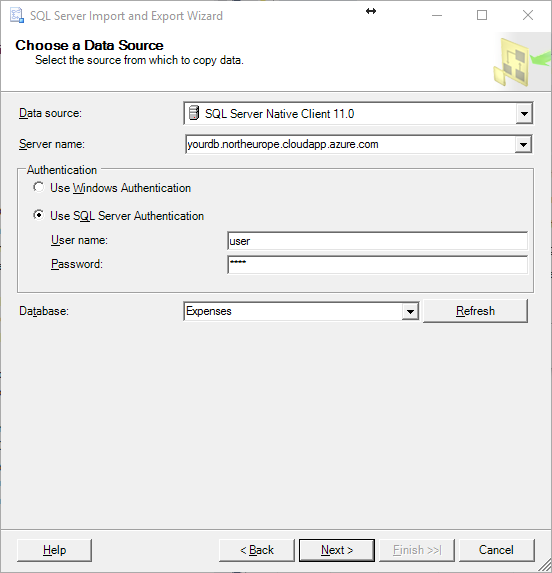 SQL Server Import and Export Wizard
Choose a Data Source
Select the source from which to copy data.
Data source:
SQL Server Native Client 11.0
Server name:
yourdb.northeurope.cloudapp.azure.com
Authentication
Use Windows Authentication
Use SQL Server Authentication
User name:
user
Password:
****
Database:
Expenses
Refresh
Help
< Back
Next >
Finish >>|
Cancel